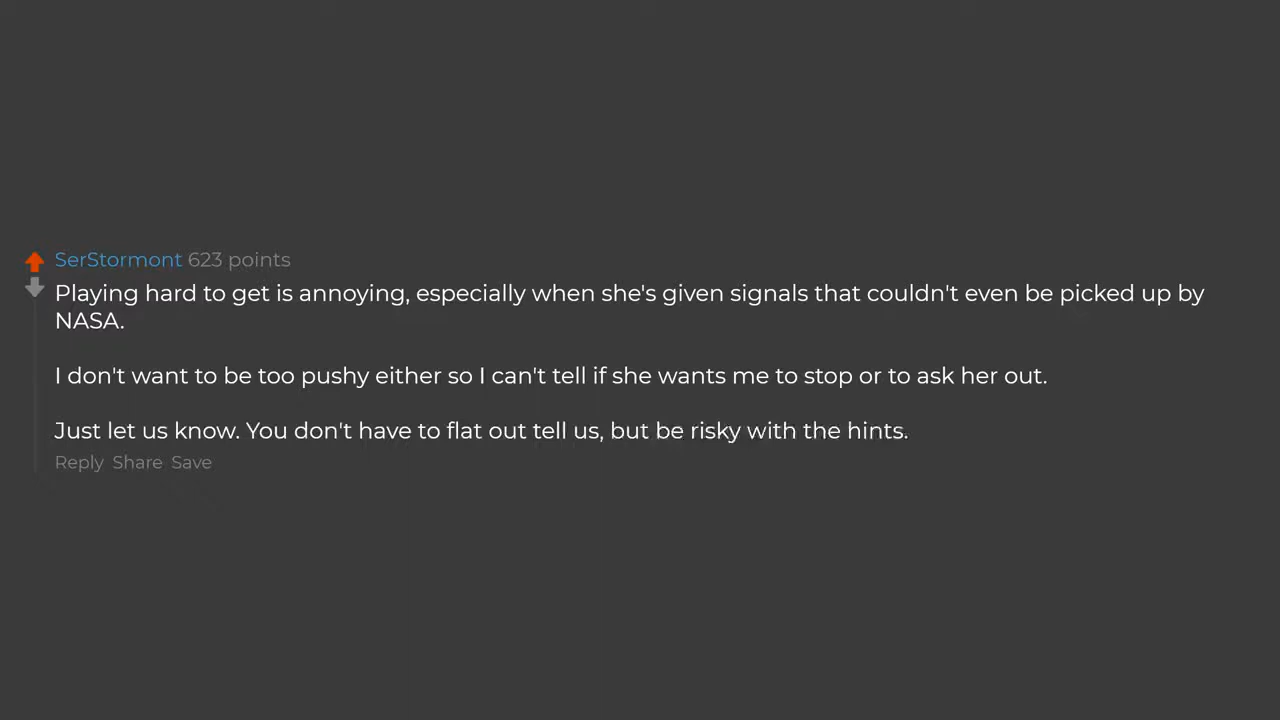 SerStormont 623 points
Playing hard to get is annoying, especially when she's given signals that couldn't even be picked up by
NASA.
I don't want to be too pushy either so I can't tell if she wants me to stop or to ask her out.
Just let us know. You don't have to flat out tell us, but be risky with the hints.
Reply Share Save